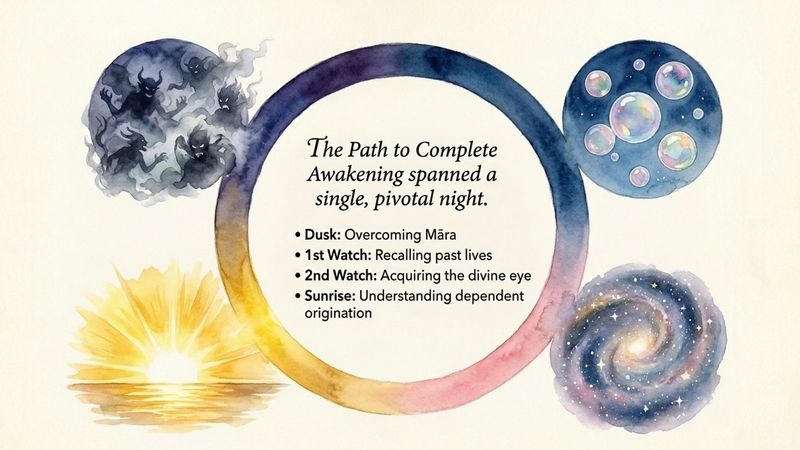 The Path to Complete
Awakening spanned a
single, pivotal night.
• Dusk: Overcoming Māra
• 1st Watch: Recalling past lives
• 2nd Watch: Acquiring the divine eye
• Sunrise: Understanding dependent
origination